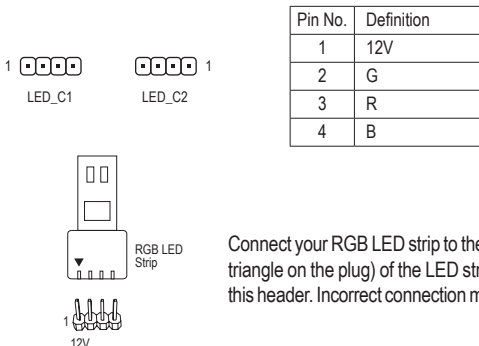 Pin No. Definition
1 12V
2 G
3 R
4 B
1
1
LED_C1
LED_C2
RGB LED
Strip
1
12V
Connect your RGB LED strip to the
triangle on the plug) of the LED
this header. Incorrect connection